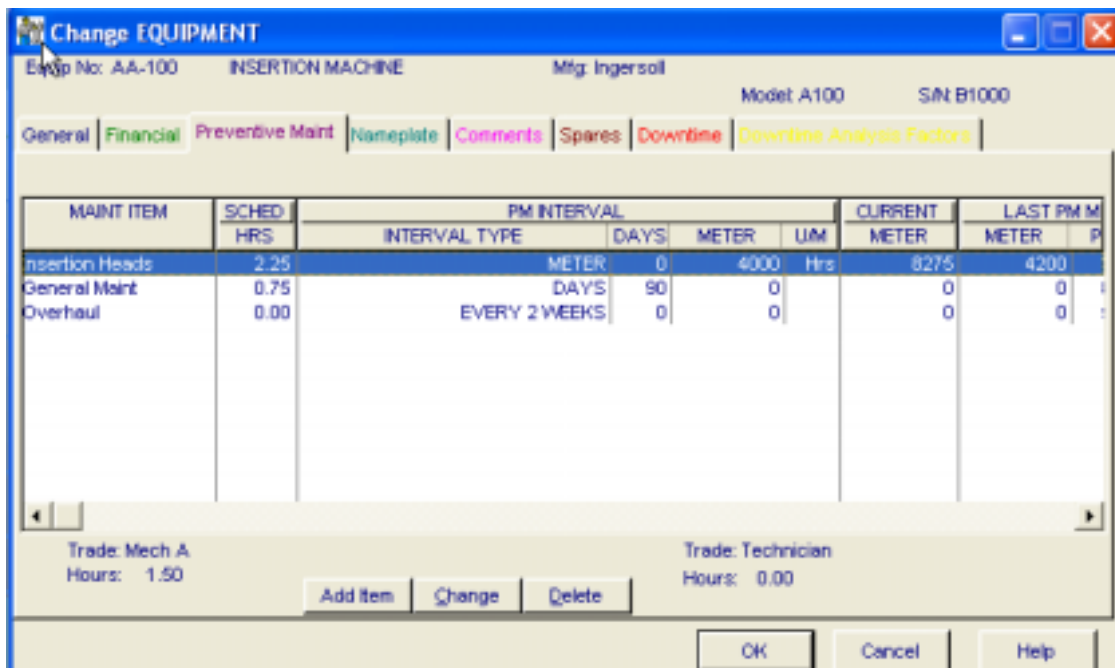 Change EQUIPMENT
Equip No: AA-100 INSERTION MACHINE Mfg: Ingersoll
Model: A100 S/N: B1000
General Financial Preventive Maint Nameplate Comments Spares Downtime Downtime Analysis Factors
MAINT ITEM SCHED PM INTERVAL CURRENT LAST PM M
HRS INTERVAL TYPE DAYS METER U/M METER METER P
Insertion Heads 2.25 METER 0 4000 Hrs 8275 4200
General Maint 0.75 DAYS 90 0 0 0
Overhaul 0.00 EVERY 2 WEEKS 0 0 0 0
Trade: Mech A Trade: Technician
Hours: 1.50 Hours: 0.00
Add Item Change Delete
OK Cancel Help